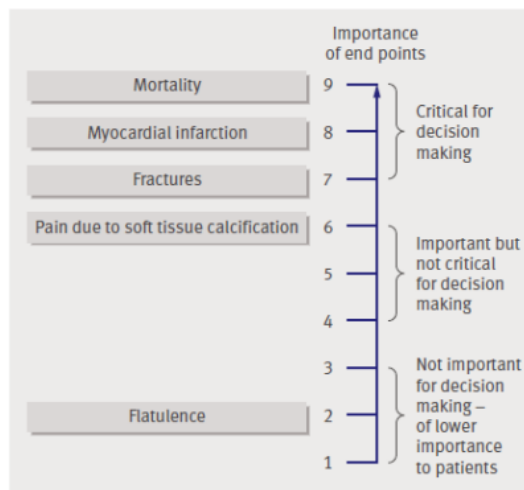 Importance
of end points
Mortality
9
Myocardial infarction
8
Critical for
decision
making
Fractures
7
Pain due to soft tissue calcification
6
5
Important but
not critical
for decision
making
4
3
Flatulence
2
Not important
for decision
making –
of lower
importance
to patients
1